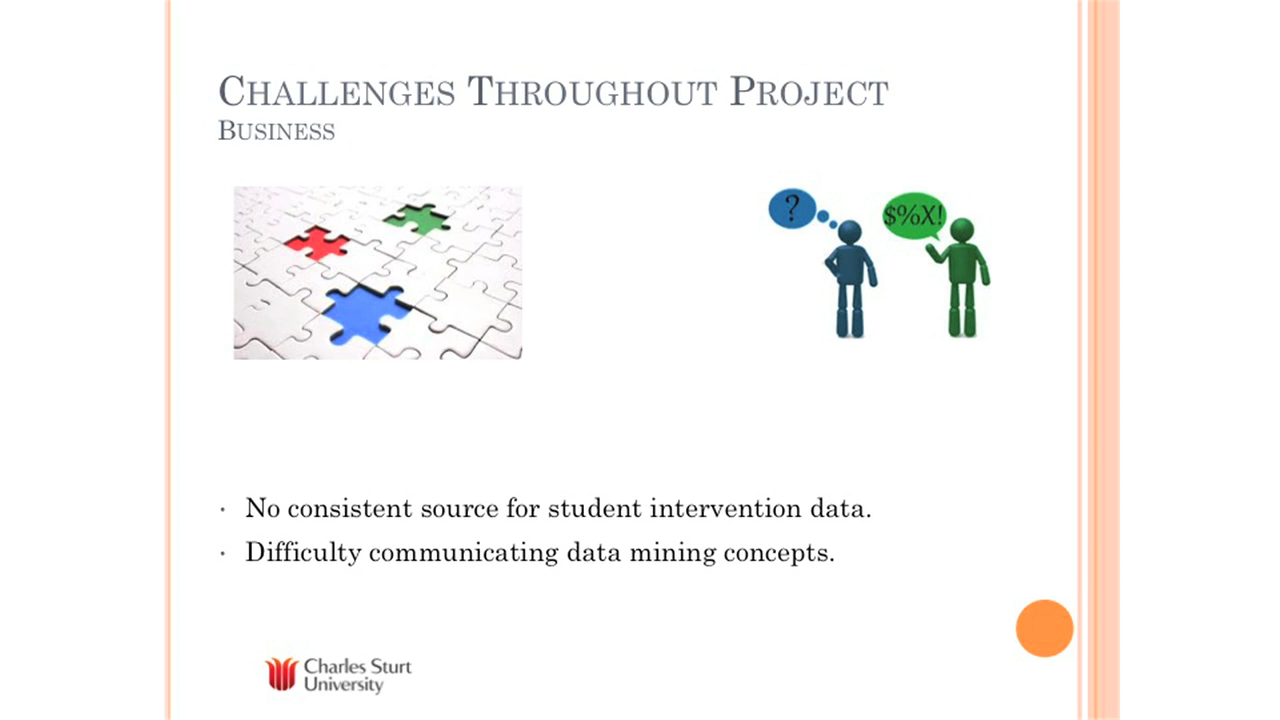 Challenges Throughout Project
Business
?
$%X!
· No consistent source for student intervention data.
· Difficulty communicating data mining concepts.
Charles Sturt
University